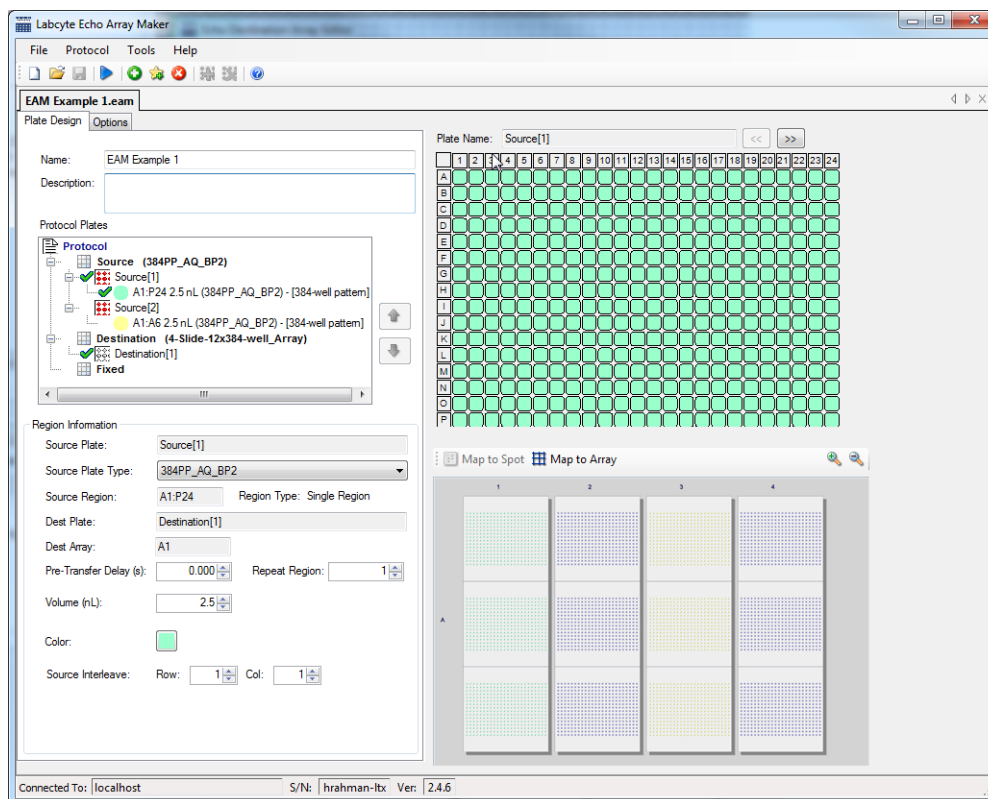 Labcyte Echo Array Maker
File Protocol Tools Help
EAM Example 1.eam
Plate Design Options
Name: EAM Example 1
Description:
Protocol Plates
Protocol
Source (384PP_AQ_BP2)
Source[1]
A1:P24 2.5 nL (384PP_AQ_BP2) - [384-well pattern]
Source[2]
A1:A6 2.5 nL (384PP_AQ_BP2) - [384-well pattern]
Destination (4-Slide-12x384-well_Array)
Destination[1]
Fixed
Region Information
Source Plate: Source[1]
Source Plate Type: 384PP_AQ_BP2
Source Region: A1:P24 Region Type: Single Region
Dest Plate: Destination[1]
Dest Array: A1
Pre-Transfer Delay (s): 0.000 Repeat Region: 1
Volume (nL): 2.5
Color:
Source Interleave: Row: 1 Col: 1
Plate Name: Source[1] << >>
1 2 3 4 5 6 7 8 9 10 11 12 13 14 15 16 17 18 19 20 21 22 23 24
A
B
C
D
E
F
G
H
I
J
K
L
M
N
O
P
Map to Spot Map to Array
1 2 3 4
A
Connected To: localhost S/N: hrahman-ltx Ver: 2.4.6